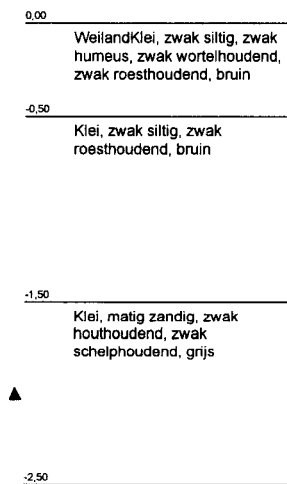 0,00
WeilandKlei, zwak siltig, zwak
humeus, zwak wortelhoudend,
zwak roesthoudend, bruin
-0,50
Klei, zwak siltig, zwak
roesthoudend, bruin
-1,50
Klei, matig zandig, zwak
houthoudend, zwak
schelphoudend, grijs
-2,50